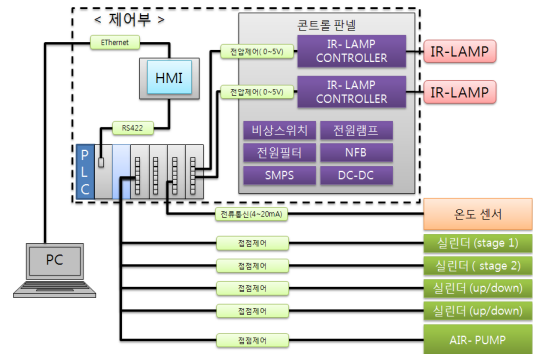 < 제어부 >
콘트롤 판넬
EThernet
전압제어( 0~5V)
IR- LAMP
CONTROLLER
IR-LAMP
HMI
전압제어( 0~5V)
IR- LAMP
CONTROLLER
IR-LAMP
RS422
비상스위치
전원램프
PLC
전원필터
NFB
SMPS
DC-DC
전류통신(4~20mA)
온도 센서
PC
접점제어
실린더 (stage 1)
접점제어
실린더 ( stage 2)
접점제어
실린더 (up/down)
접점제어
실린더 (up/down)
접점제어
AIR- PUMP